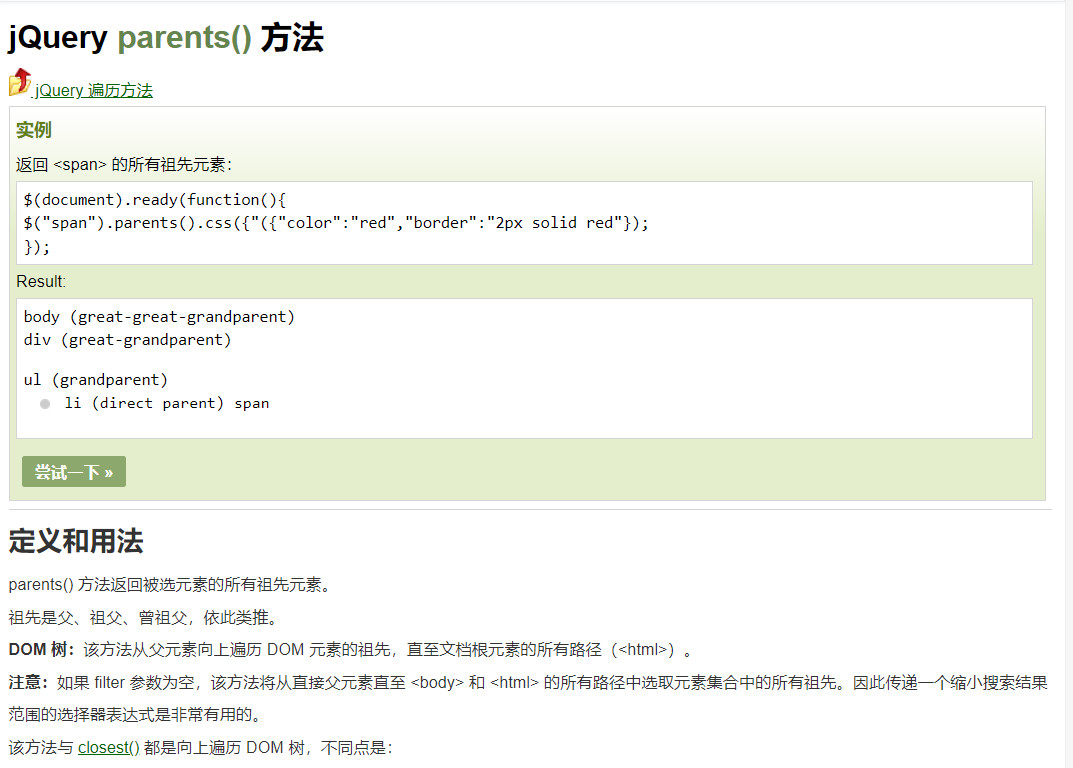 jQuery parents() 方法
jQuery 遍历方法
实例
返回 <span> 的所有祖先元素：
$(document).ready(function(){
$("span").parents().css({"({"color":"red","border":"2px solid red"});
});
Result:
body (great-great-grandparent)
div (great-grandparent)
ul (grandparent)
li (direct parent) span
尝试一下 »
定义和用法
parents() 方法返回被选元素的所有祖先元素。
祖先是父、祖父、曾祖父，依此类推。
DOM 树：该方法从父元素向上遍历 DOM 元素的祖先，直至文档根元素的所有路径（<html>）。
注意：如果 filter 参数为空，该方法将从直接父元素直至 <body> 和 <html> 的所有路径中选取元素集合中的所有祖先。因此传递一个缩小搜索结果
范围的选择器表达式是非常有用的。
该方法与 closest() 都是向上遍历 DOM 树，不同点是：